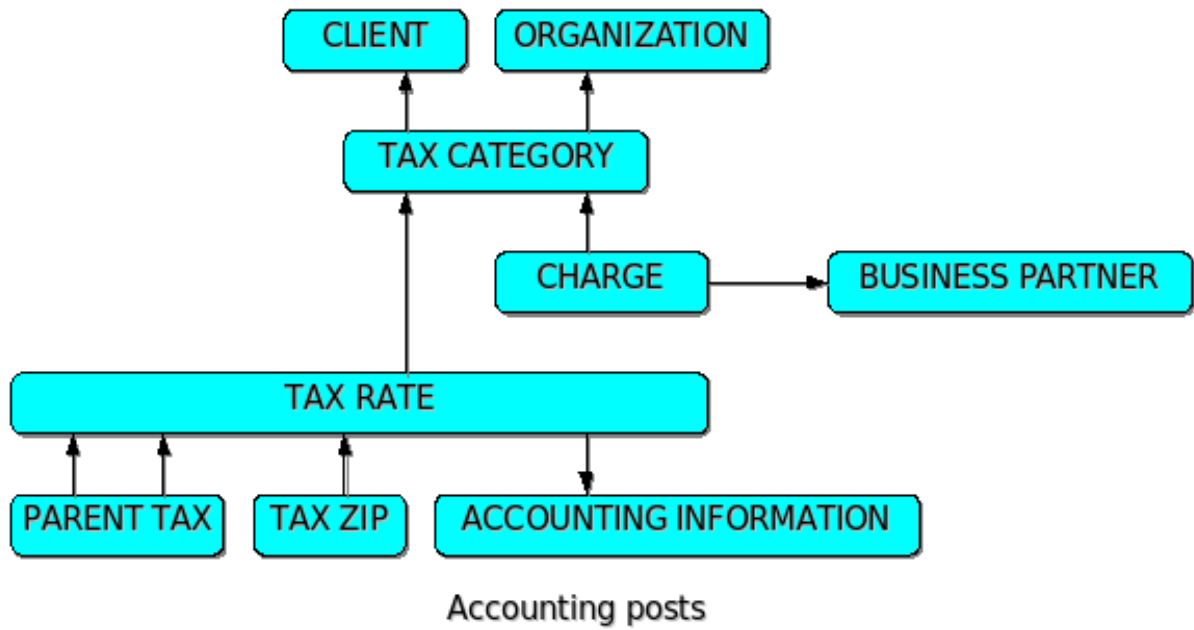 CLIENT
ORGANIZATION
TAX CATEGORY
CHARGE
BUSINESS PARTNER
TAX RATE
PARENT TAX
TAX ZIP
ACCOUNTING INFORMATION
Accounting posts